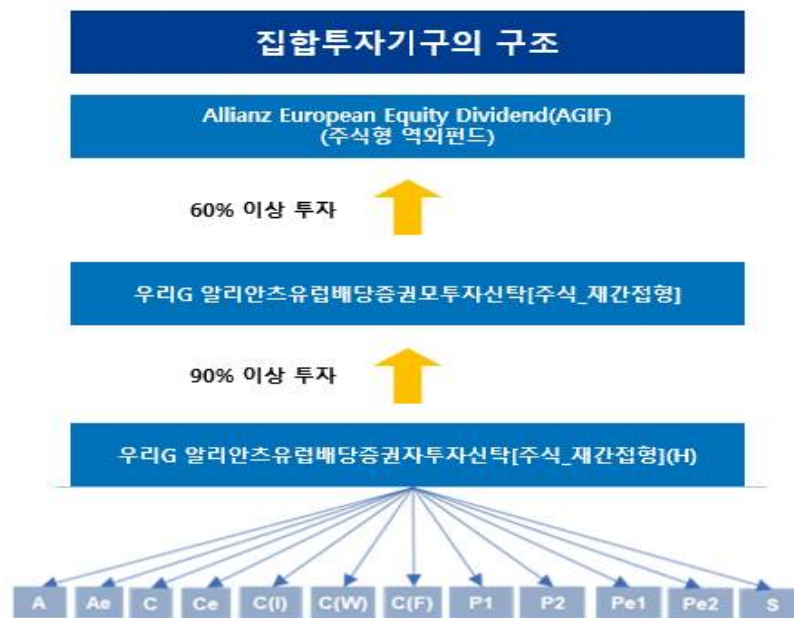 집합투자기구의 구조
Allianz European Equity Dividend(AGIF)
(주식형 역외펀드)
60% 이상 투자
우리G 알리안츠유럽배당증권모투자신탁[주식_재간접형]
90% 이상 투자
우리G 알리안츠유럽배당증권자투자신탁[주식_재간접형](H)
A Ae C Ce C(I) C(W) C(F) P1 P2 Pe1 Pe2 S